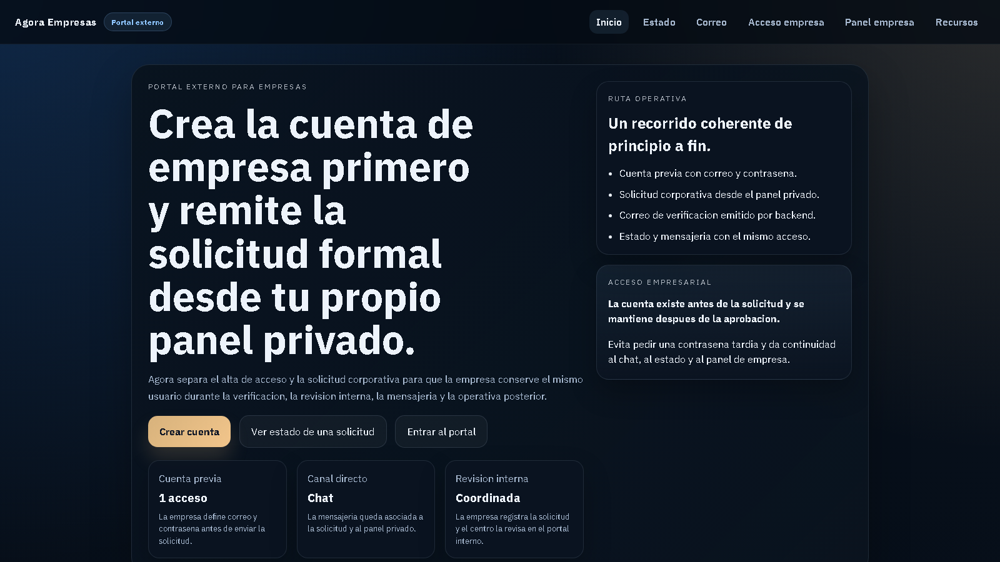 Agora Empresas
Portal externo
Inicio
Estado
Correo
Acceso empresa
Panel empresa
Recursos
PORTAL EXTERNO PARA EMPRESAS
Crea la cuenta de
empresa primero
y remite la
solicitud formal
desde tu propio
panel privado.
Agora separa el alta de acceso y la solicitud corporativa para que la empresa conserve el mismo
usuario durante la verificacion, la revision interna, la mensajeria y la operativa posterior.
Crear cuenta
Ver estado de una solicitud
Entrar al portal
Cuenta previa
1 acceso
La empresa define correo y
contrasena antes de enviar la
solicitud.
Canal directo
Chat
La mensajeria queda asociada a
la solicitud y al panel privado.
Revision interna
Coordinada
La empresa registra la solicitud
y el centro la revisa en el portal
interno.
RUTA OPERATIVA
Un recorrido coherente de
principio a fin.
• Cuenta previa con correo y contrasena.
• Solicitud corporativa desde el panel privado.
• Correo de verificacion emitido por backend.
• Estado y mensajeria con el mismo acceso.
ACCESO EMPRESARIAL
La cuenta existe antes de la solicitud y se
mantiene despues de la aprobacion.
Evita pedir una contrasena tardia y da continuidad
al chat, al estado y al panel de empresa.